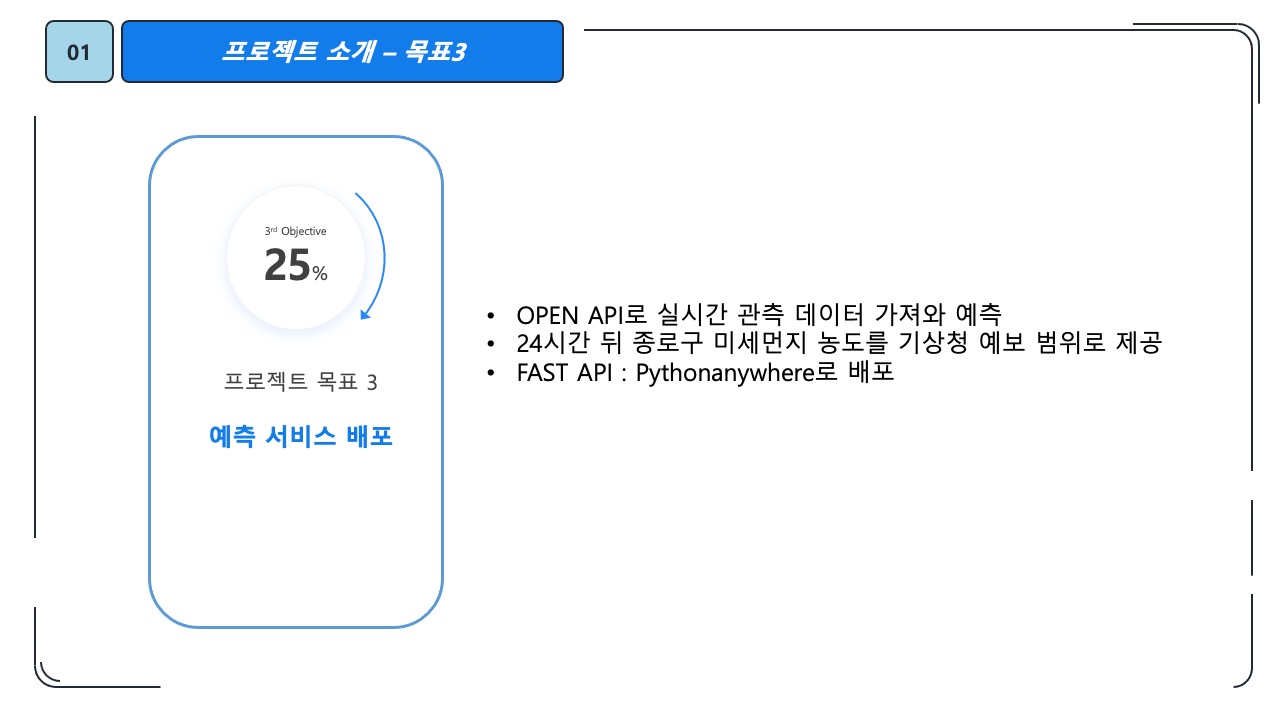 01
프로젝트 소개 – 목표3
3rd Objective
25%
프로젝트 목표 3
예측 서비스 배포
• OPEN API로 실시간 관측 데이터 가져와 예측
• 24시간 뒤 종로구 미세먼지 농도를 기상청 예보 범위로 제공
• FAST API : Pythonanywhere로 배포